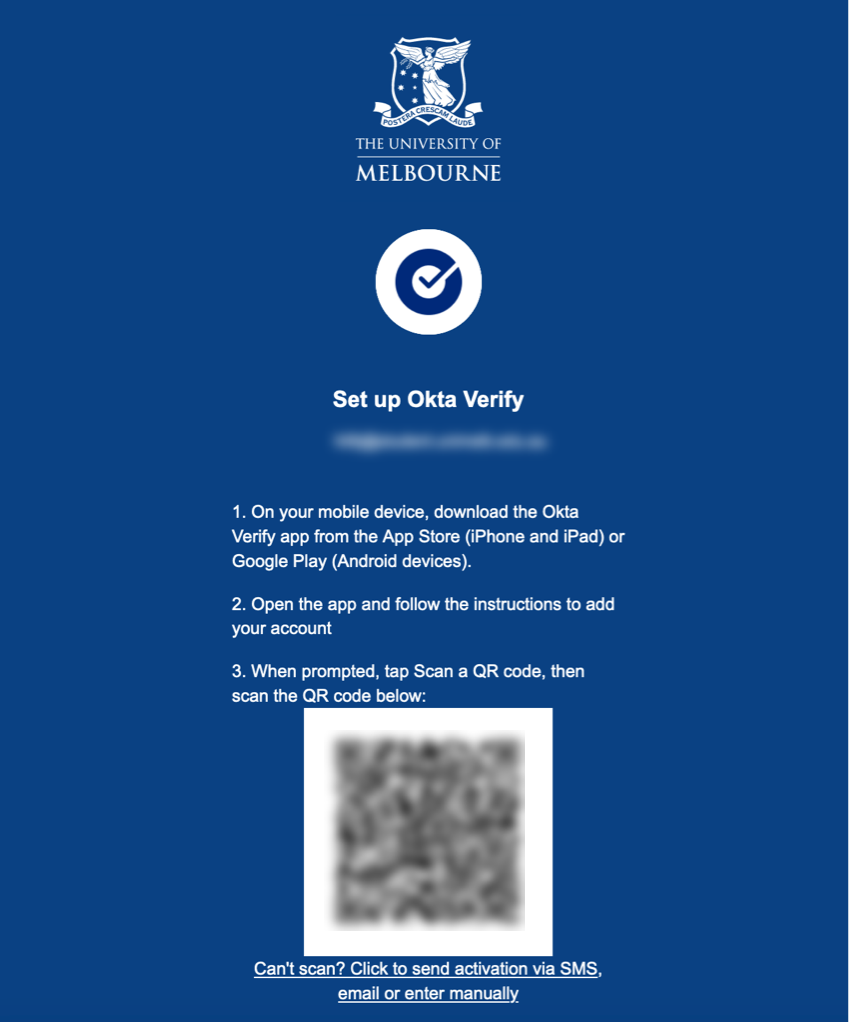 POSTERA CRESCAM LAUDE
THE UNIVERSITY OF
MELBOURNE
Set up Okta Verify
1. On your mobile device, download the Okta
Verify app from the App Store (iPhone and iPad) or
Google Play (Android devices).
2. Open the app and follow the instructions to add
your account
3. When prompted, tap Scan a QR code, then
scan the QR code below:
Can't scan? Click to send activation via SMS,
email or enter manually